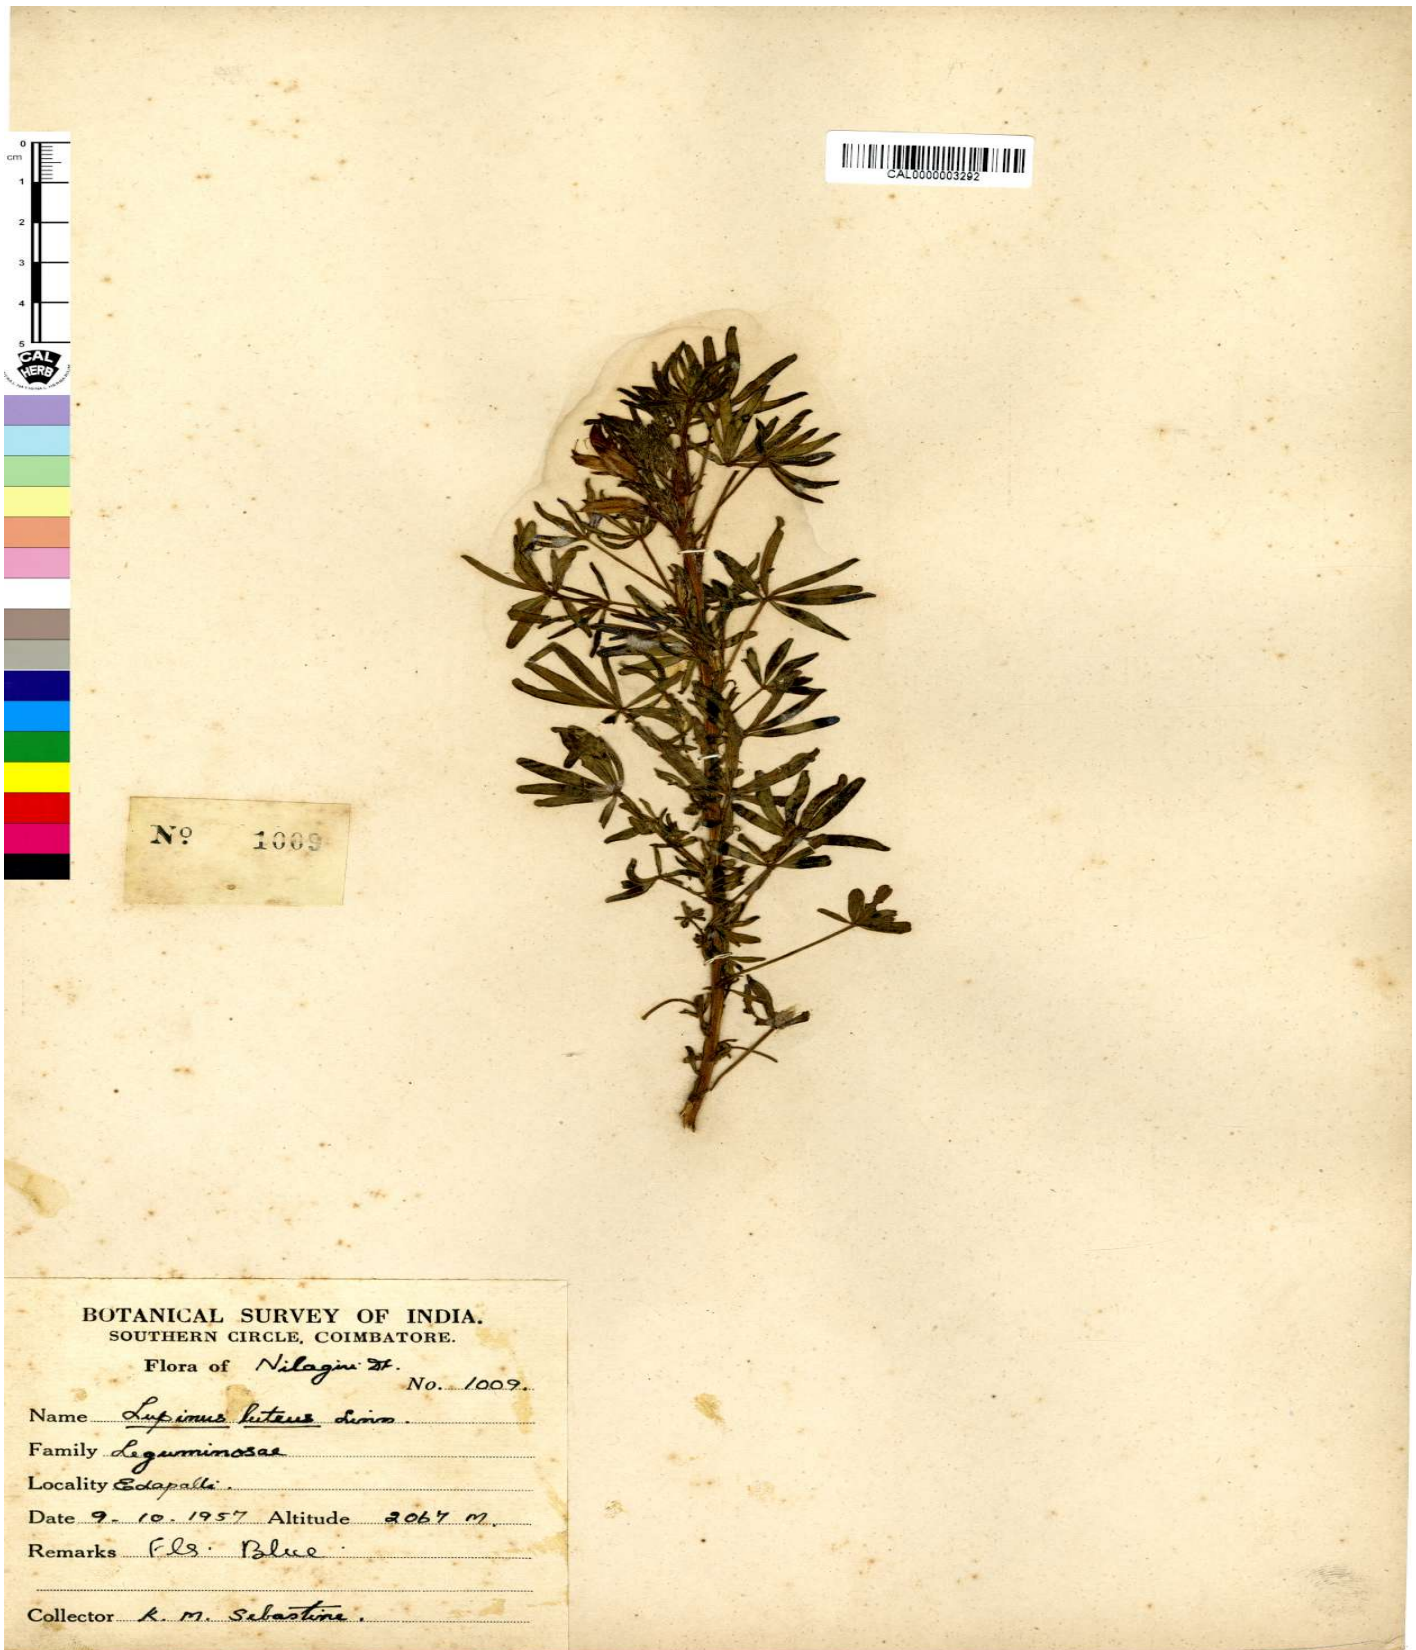 CAL0000003292
0
cm
1
2
3
4
5
CAL
HERB
Nº 1009
BOTANICAL SURVEY OF INDIA.
SOUTHERN CIRCLE, COIMBATORE.
Flora of Nilagiri Dt.
No. 1009.
Name Lupinus luteus Linn.
Family Leguminosae
Locality Edapalli.
Date 9-10-1957 Altitude 2067 M.
Remarks Fls. Blue.
Collector K. M. Sebastine.